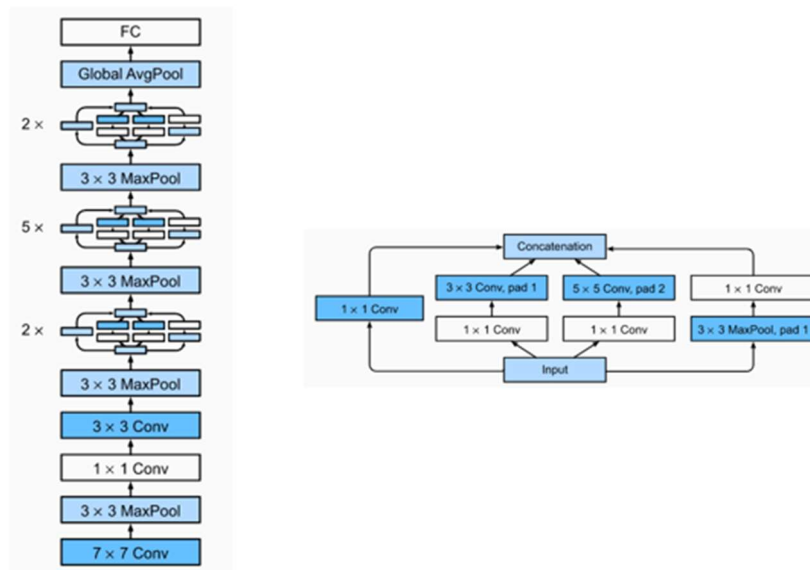 FC
Global AvgPool
2 ×
3 × 3 MaxPool
5 ×
3 × 3 MaxPool
2 ×
3 × 3 MaxPool
3 × 3 Conv
1 × 1 Conv
3 × 3 MaxPool
7 × 7 Conv
Concatenation
3 × 3 Conv, pad 1
5 × 5 Conv, pad 2
1 × 1 Conv
1 × 1 Conv
1 × 1 Conv
1 × 1 Conv
3 × 3 MaxPool, pad 1
Input